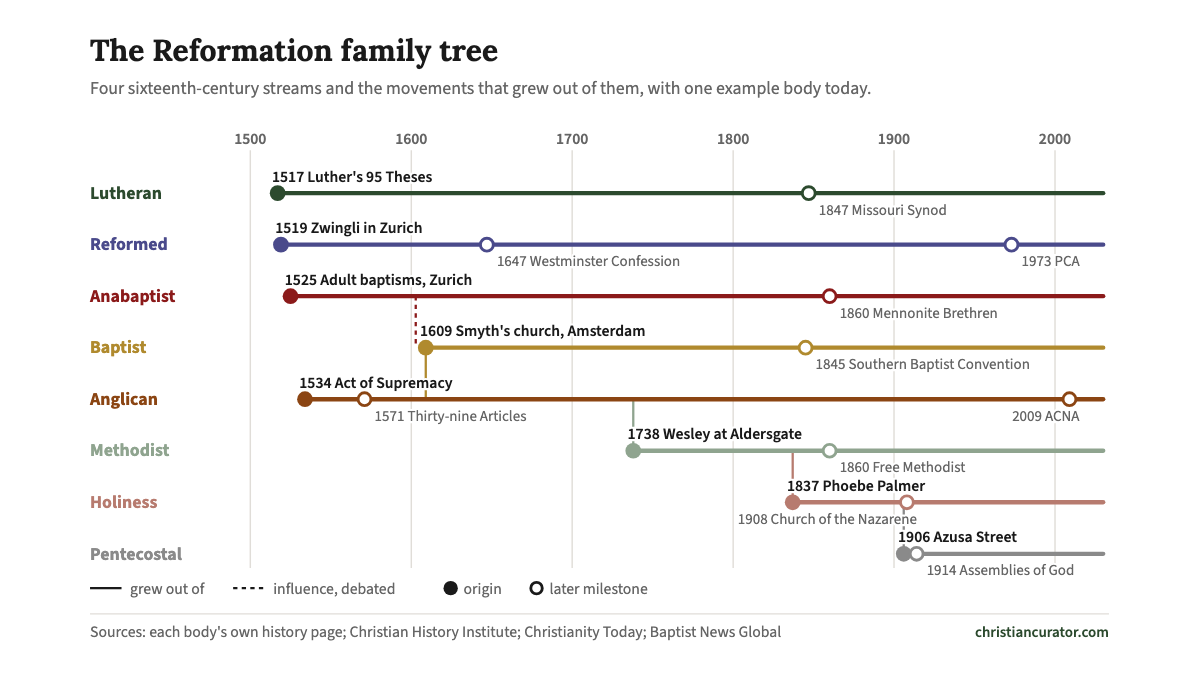 The Reformation family tree
Four sixteenth-century streams and the movements that grew out of them, with one example body today.
1500 1600 1700 1800 1900 2000
1517 Luther's 95 Theses
Lutheran
1847 Missouri Synod
1519 Zwingli in Zurich
Reformed
1647 Westminster Confession 1973 PCA
1525 Adult baptisms, Zurich
Anabaptist
1860 Mennonite Brethren
1609 Smyth's church, Amsterdam
Baptist
1845 Southern Baptist Convention
1534 Act of Supremacy
Anglican
1571 Thirty-nine Articles 2009 ACNA
1738 Wesley at Aldersgate
Methodist
1860 Free Methodist
1837 Phoebe Palmer
Holiness
1908 Church of the Nazarene
1906 Azusa Street
Pentecostal
1914 Assemblies of God
grew out of influence, debated origin later milestone
Sources: each body's own history page; Christian History Institute; Christianity Today; Baptist News Global christiancurator.com